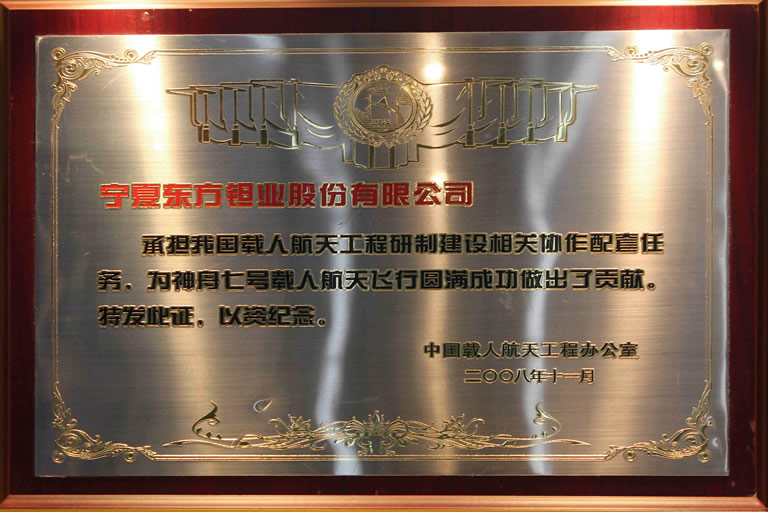 宁夏东方钽业股份有限公司
承担我国载人航天工程研制建设相关协作配套任
务，为神舟七号载人航天飞行圆满成功做出了贡献。
特发此证，以资纪念。
中国载人航天工程办公室
二〇〇八年十一月